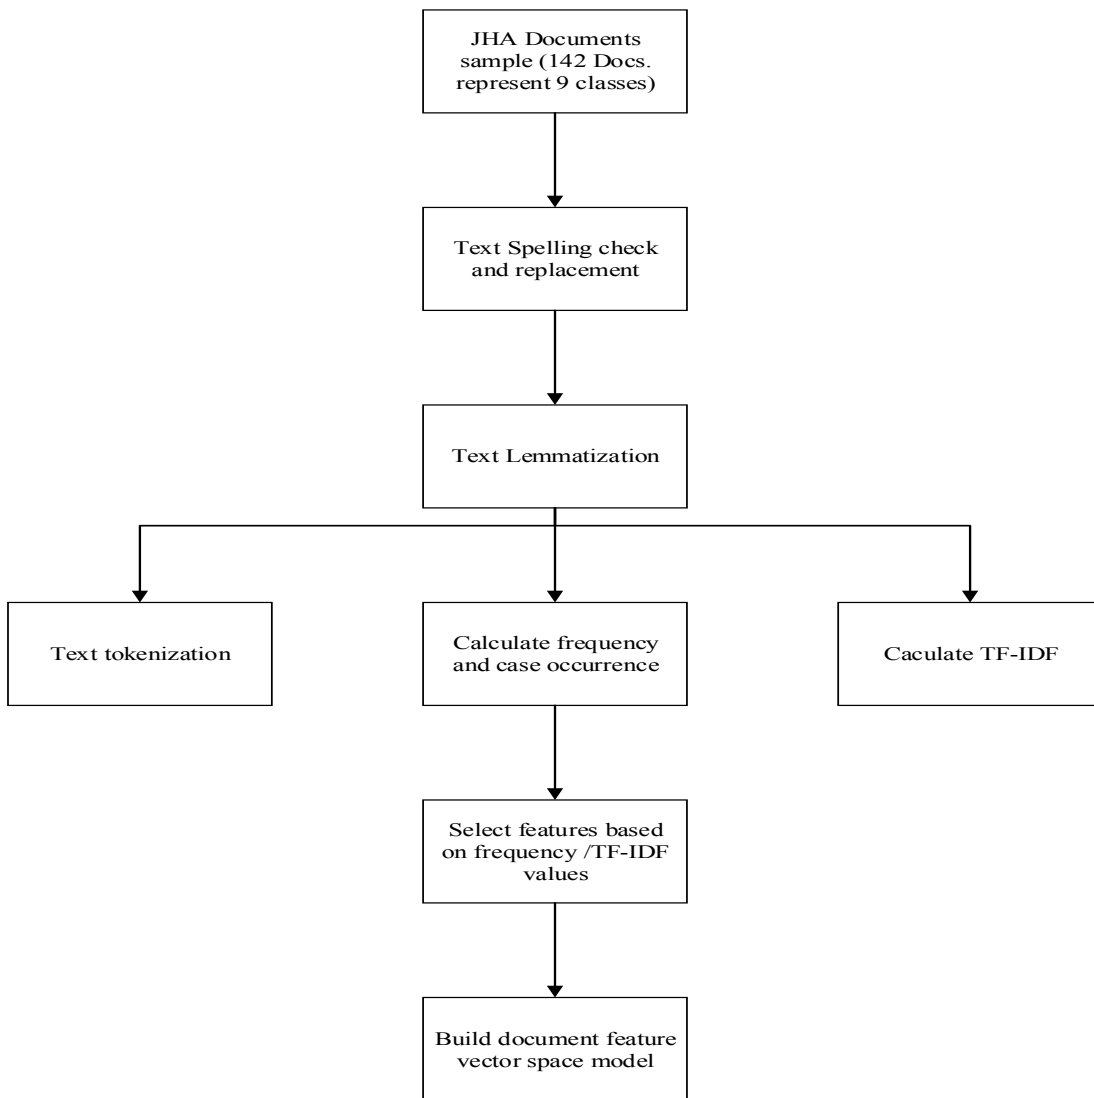 JHA Documents
sample (142 Docs.
represent 9 classes)
Text Spelling check
and replacement
Text Lemmatization
Text tokenization
Calculate frequency
and case occurrence
Caculate TF-IDF
Select features based
on frequency /TF-IDF
values
Build document feature
vector space model